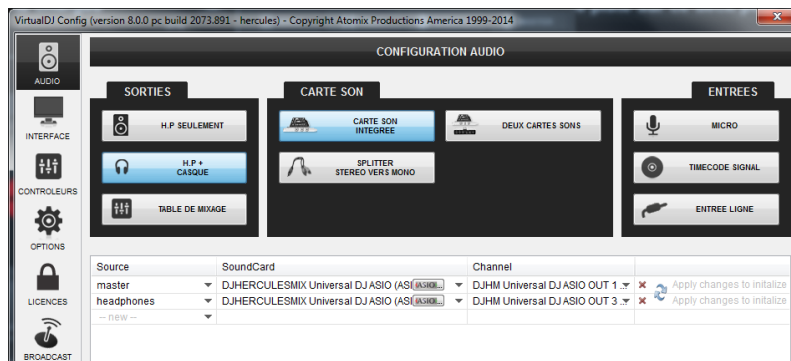 VirtualDJ Config (version 8.0.0 pc build 2073.891 - hercules) - Copyright Atomix Productions America 1999-2014
CONFIGURATION AUDIO
AUDIO
INTERFACE
CONTROLEURS
OPTIONS
LICENCES
BROADCAST
SORTIES
H.P SEULEMENT
H.P +
CASQUE
TABLE DE MIXAGE
CARTE SON
CARTE SON
INTEGREE
DEUX CARTES SONS
SPLITTER
STEREO VERS MONO
ENTREES
MICRO
TIMECODE SIGNAL
ENTREE LIGNE
Source SoundCard Channel
master DJHERCULESMIX Universal DJ ASIO (ASI DJHM Universal DJ ASIO OUT 1 .. Apply changes to initalize
headphones DJHERCULESMIX Universal DJ ASIO (ASI DJHM Universal DJ ASIO OUT 3 .. Apply changes to initalize
-- new --